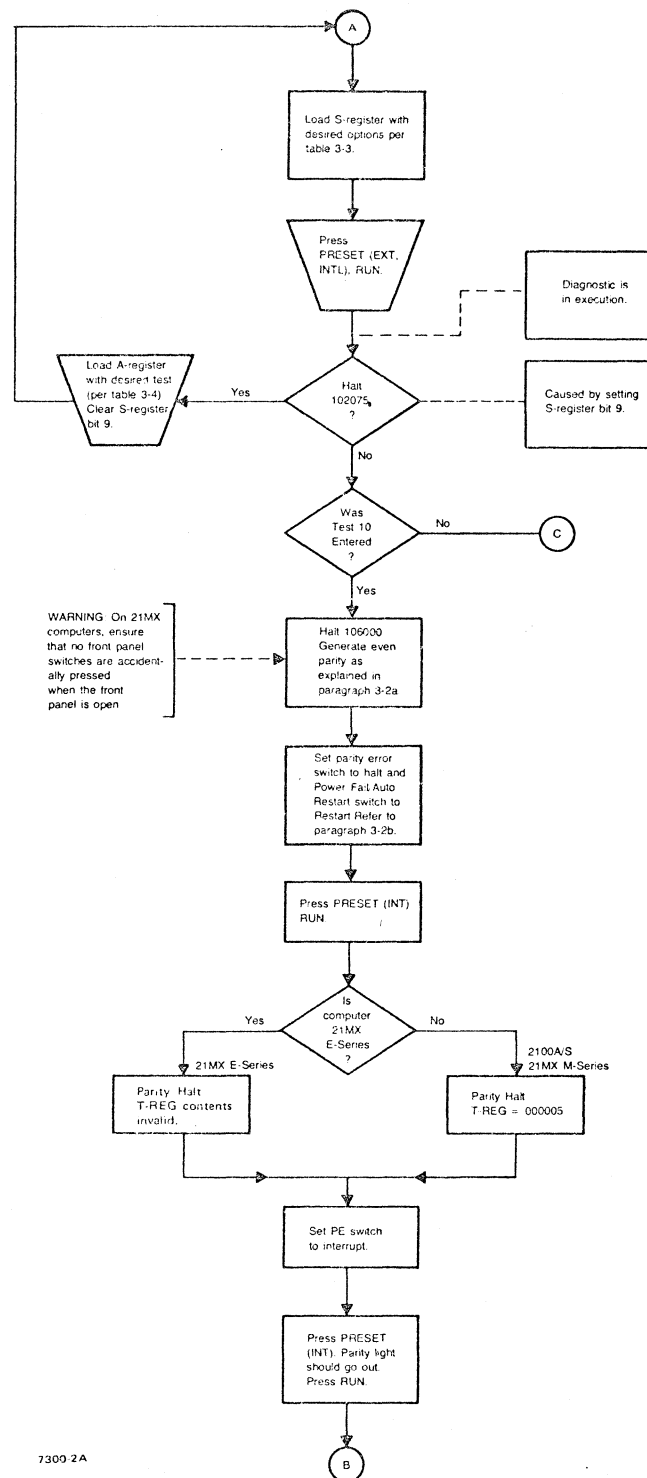 A
Load S-register with
desired options per
table 3-3.
Press
PRESET (EXT,
INTL), RUN.
Diagnostic is
in execution.
Load A-register
with desired test
(per table 3-4)
Clear S-register
bit 9.
Yes
Halt
102075
?
Caused by setting
S-register bit 9.
No
Was
Test 10
Entered
?
No
C
Yes
WARNING On 21MX
computers, ensure
that no front panel
switches are accident-
ally pressed
when the front
panel is open
Halt 106000
Generate even
parity as
explained in
paragraph 3-2a
Set parity error
switch to halt and
Power Fail Auto
Restart switch to
Restart Refer to
paragraph 3-2b.
Press PRESET (INT)
RUN.
Is
computer
21MX
E-Series
?
Yes
No
21MX E-Series
2100A/S
21MX M-Series
Parity Halt
T-REG contents
invalid.
Parity Halt
T-REG = 000005
Set PE switch
to interrupt.
Press PRESET
(INT). Parity light
should go out.
Press RUN.
7300-2A
B